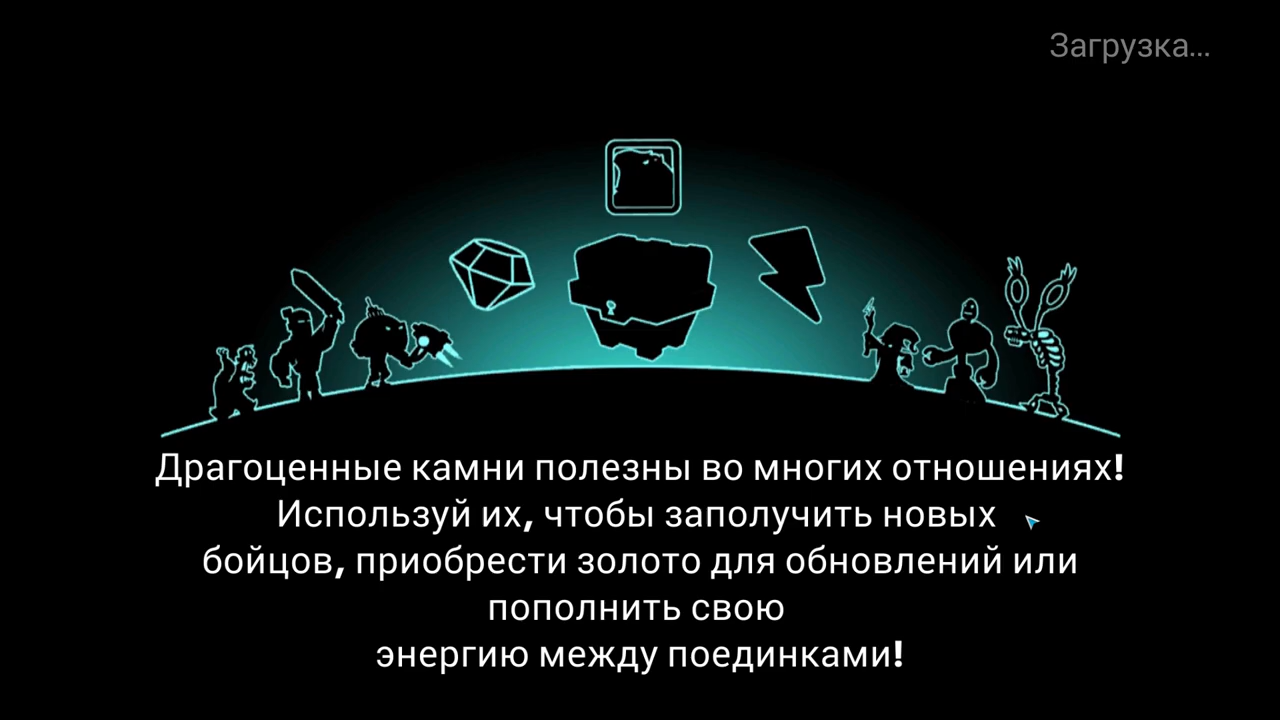 Загрузка...
Драгоценные камни полезны во многих отношениях!
Используй их, чтобы заполучить новых
бойцов, приобрести золото для обновлений или
пополнить свою
энергию между поединками!